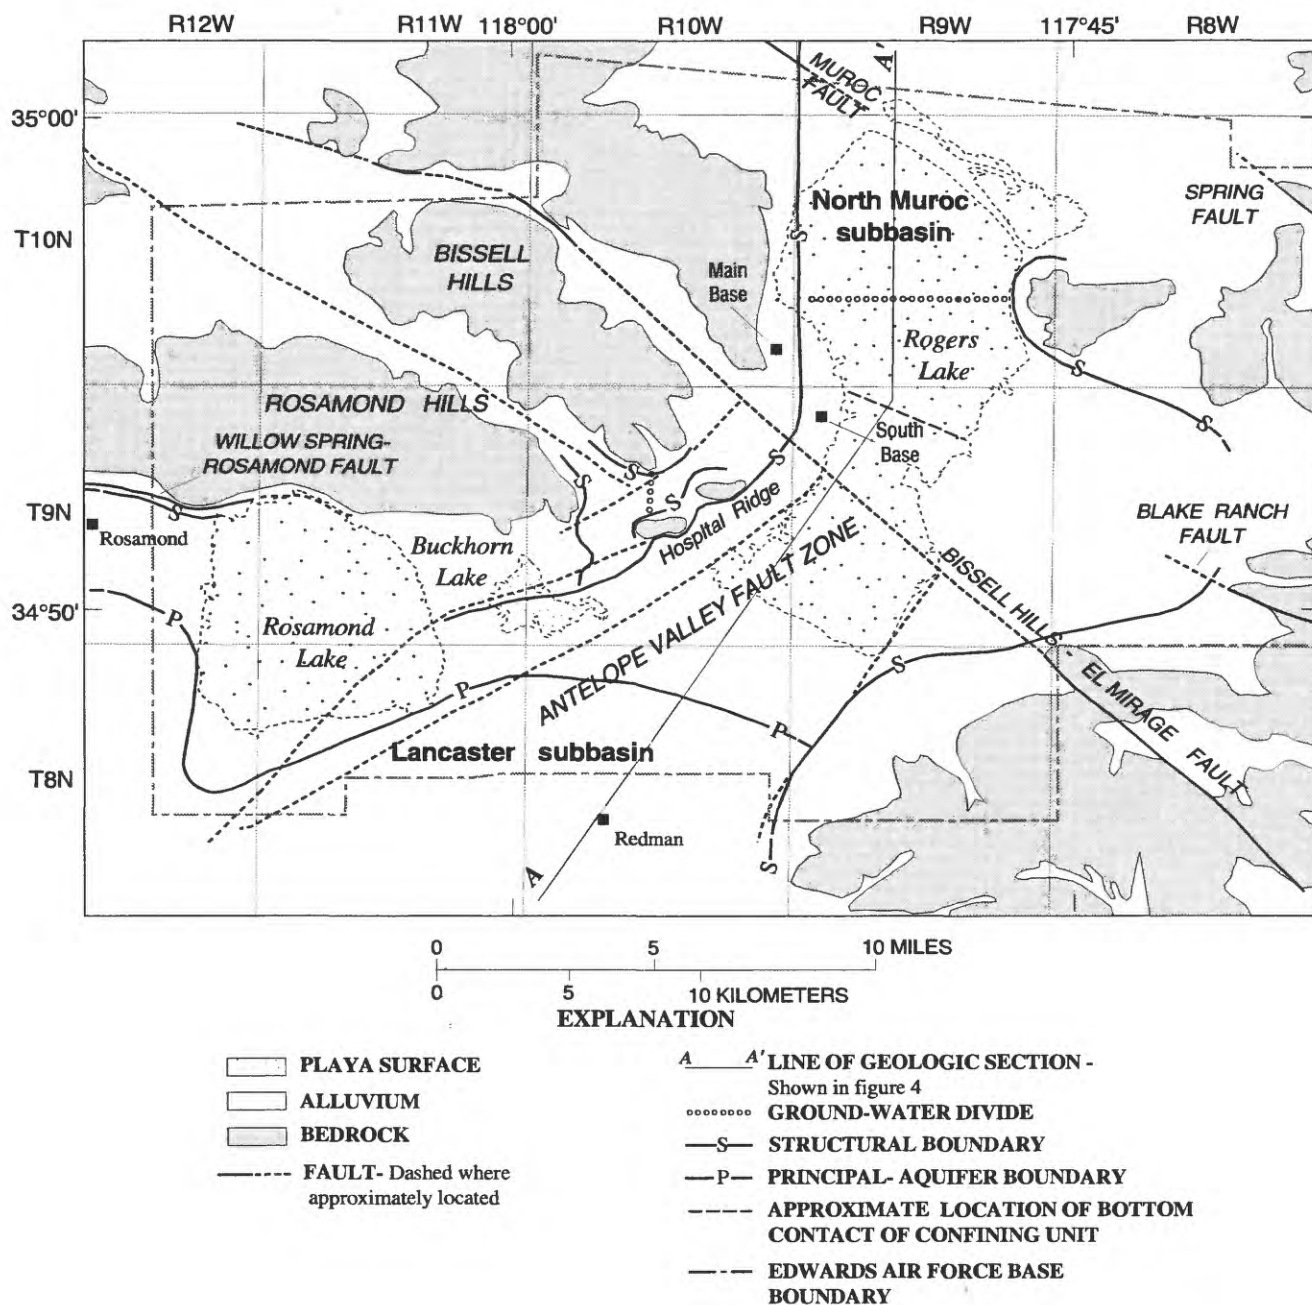 R12W R11W 118°00' R10W R9W 117°45' R8W
A'
MUROC
FAULT
35°00'
North Muroc
subbasin
SPRING
FAULT
T10N
S
BISSELL
HILLS
Main
Base
Rogers
Lake
S
ROSAMOND HILLS
WILLOW SPRING-
ROSAMOND FAULT
South
Base
S
S
S
S
S
S
T9N
Rosamond
Hospital Ridge
BLAKE RANCH
FAULT
Buckhorn
Lake
BISSELL HILLS - EL MIRAGE FAULT
ANTELOPE VALLEY FAULT ZONE
34°50'
P
Rosamond
Lake
S
P
P
Lancaster subbasin
T8N
Redman
S
A
0 5 10 MILES
0 5 10 KILOMETERS
EXPLANATION
PLAYA SURFACE
ALLUVIUM
BEDROCK
FAULT- Dashed where
approximately located
A A' LINE OF GEOLOGIC SECTION -
Shown in figure 4
GROUND-WATER DIVIDE
S STRUCTURAL BOUNDARY
P PRINCIPAL- AQUIFER BOUNDARY
APPROXIMATE LOCATION OF BOTTOM
CONTACT OF CONFINING UNIT
EDWARDS AIR FORCE BASE
BOUNDARY